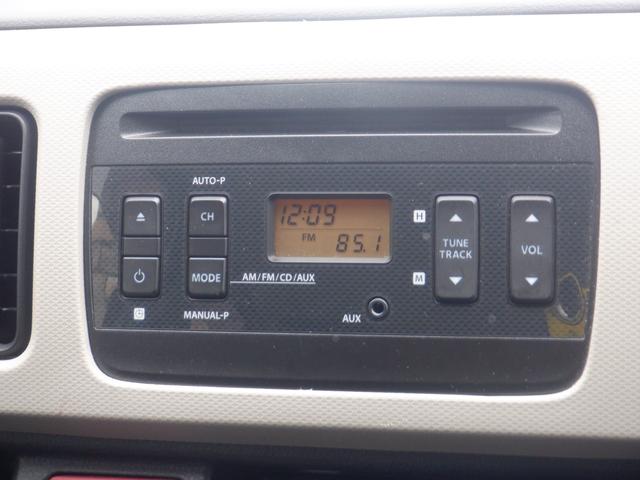 AUTO-P
CH
MODE
AM/FM/CD/AUX
MANUAL-P
12:09
FM
85.1
AUX
H
M
TUNE
TRACK
VOL